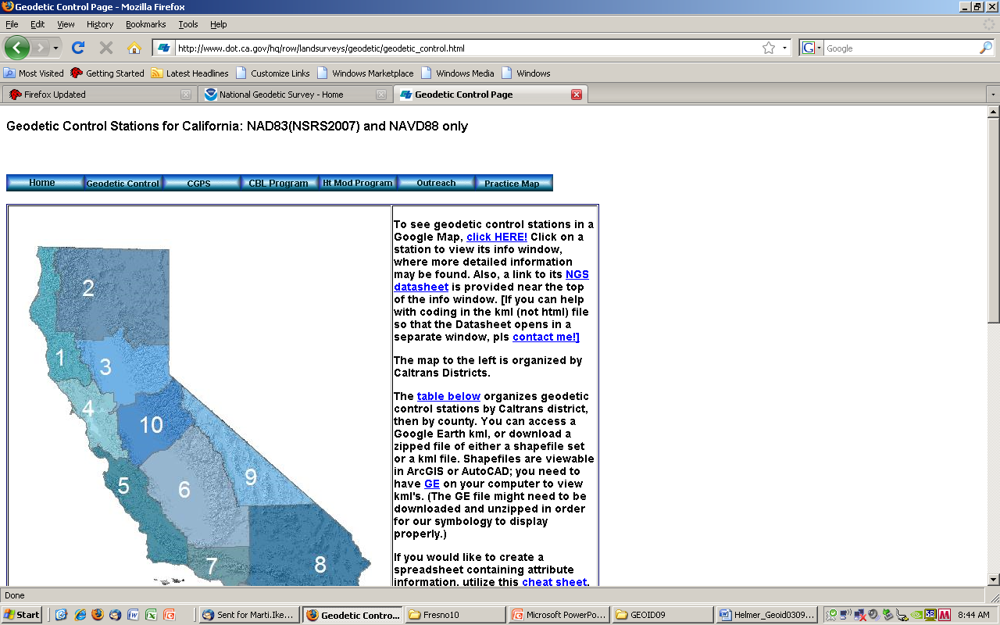 Geodetic Control Page - Mozilla Firefox
File Edit View History Bookmarks Tools Help
http://www.dot.ca.gov/hq/row/landsurveys/geodetic/geodetic_control.html
G Google
Most Visited Getting Started Latest Headlines Customize Links Windows Marketplace Windows Media Windows
Firefox Updated National Geodetic Survey - Home Geodetic Control Page
Geodetic Control Stations for California: NAD83(NSRS2007) and NAVD88 only
Home Geodetic Control CGPS CBL Program Ht Mod Program Outreach Practice Map
2
1
3
4
10
5
6
9
7
8
To see geodetic control stations in a
Google Map, click HERE! Click on a
station to view its info window,
where more detailed information
may be found. Also, a link to its NGS
datasheet is provided near the top
of the info window. [If you can help
with coding in the kml (not html) file
so that the Datasheet opens in a
separate window, pls contact me!]
The map to the left is organized by
Caltrans Districts.
The table below organizes geodetic
control stations by Caltrans district,
then by county. You can access a
Google Earth kml, or download a
zipped file of either a shapefile set
or a kml file. Shapefiles are viewable
in ArcGIS or AutoCAD; you need to
have GE on your computer to view
kml's. (The GE file might need to be
downloaded and unzipped in order
for our symbology to display
properly.)
If you would like to create a
spreadsheet containing attribute
information, utilize this cheat sheet.
Done
Start Sent for Marti.Ike... Geodetic Contro... Fresno10 Microsoft PowerPo... GEOID09 Helmer_Geoid0309... 8:44 AM